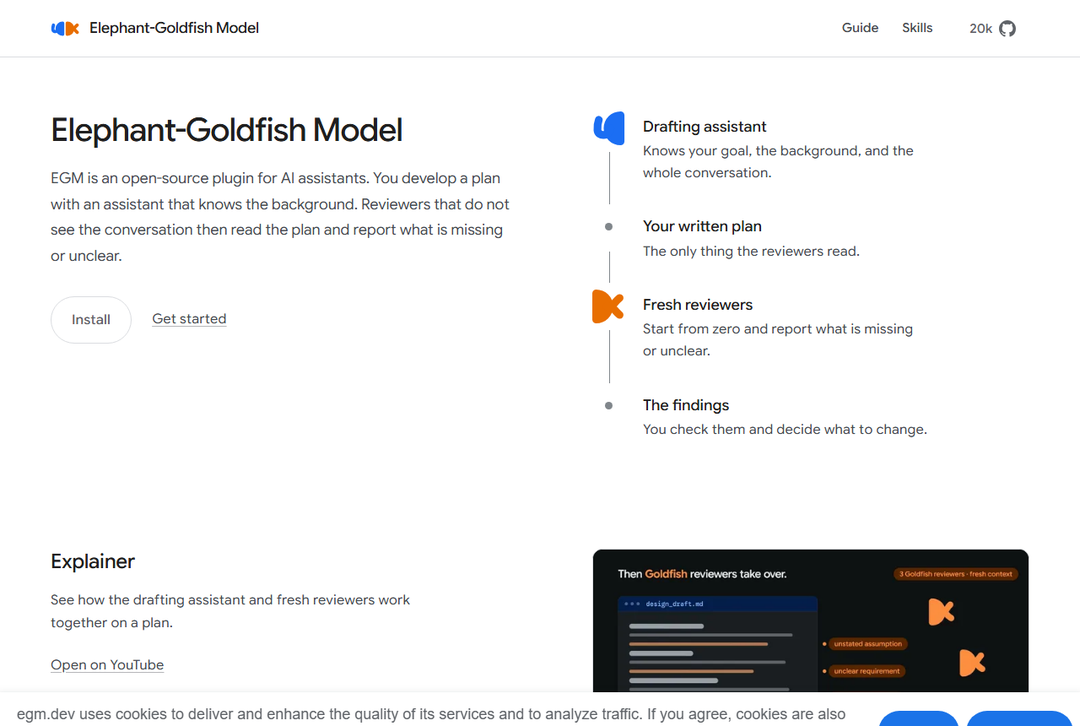 Elephant-Goldfish Model
Guide
Skills
20k
Elephant-Goldfish Model
EGM is an open-source plugin for AI assistants. You develop a plan
with an assistant that knows the background. Reviewers that do not
see the conversation then read the plan and report what is missing
or unclear.
Install
Get started
Drafting assistant
Knows your goal, the background, and the
whole conversation.
Your written plan
The only thing the reviewers read.
Fresh reviewers
Start from zero and report what is missing
or unclear.
The findings
You check them and decide what to change.
Explainer
See how the drafting assistant and fresh reviewers work
together on a plan.
Open on YouTube
Then Goldfish reviewers take over.
3 Goldfish reviewers · fresh context
design_draft.md
unstated assumption
unclear requirement
egm.dev uses cookies to deliver and enhance the quality of its services and to analyze traffic. If you agree, cookies are also